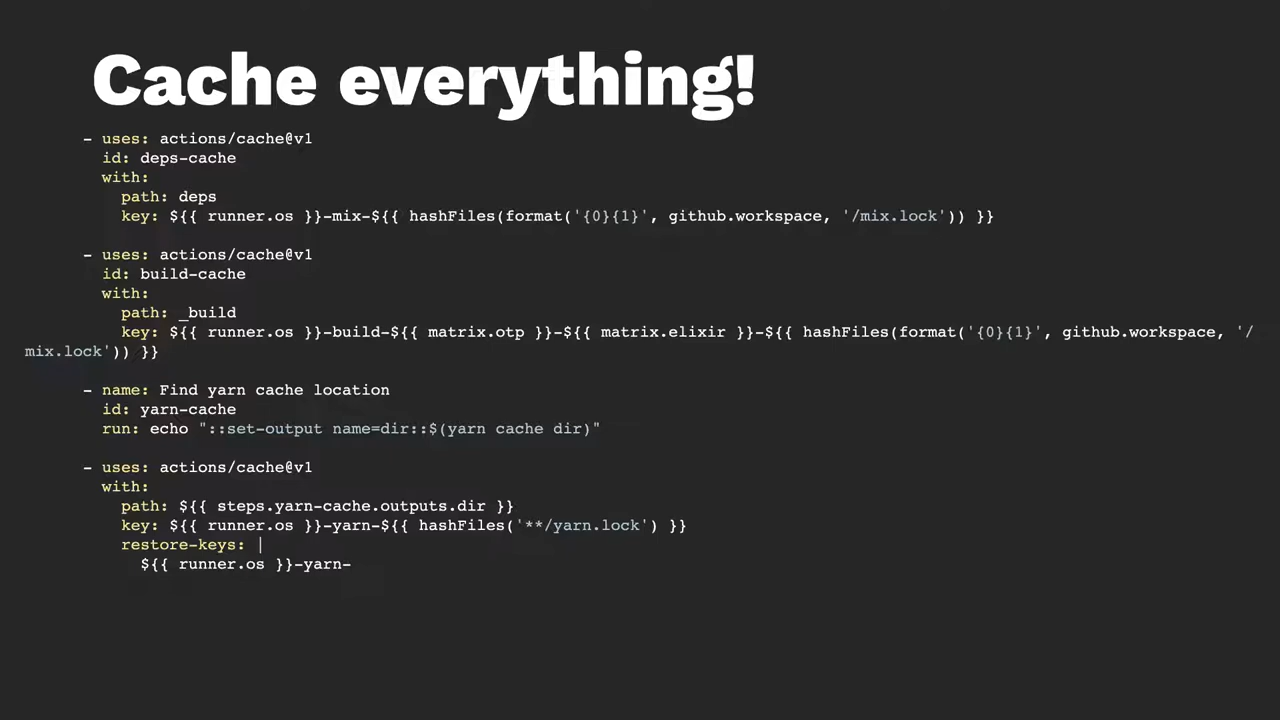 Cache everything!
- uses: actions/cache@v1
id: deps-cache
with:
path: deps
key: ${{ runner.os }}-mix-${{ hashFiles(format('{0}{1}', github.workspace, '/mix.lock')) }}
- uses: actions/cache@v1
id: build-cache
with:
path: _build
key: ${{ runner.os }}-build-${{ matrix.otp }}-${{ matrix.elixir }}-${{ hashFiles(format('{0}{1}', github.workspace, '/
mix.lock')) }}
- name: Find yarn cache location
id: yarn-cache
run: echo "::set-output name=dir::$(yarn cache dir)"
- uses: actions/cache@v1
with:
path: ${{ steps.yarn-cache.outputs.dir }}
key: ${{ runner.os }}-yarn-${{ hashFiles('**/yarn.lock') }}
restore-keys: |
${{ runner.os }}-yarn-